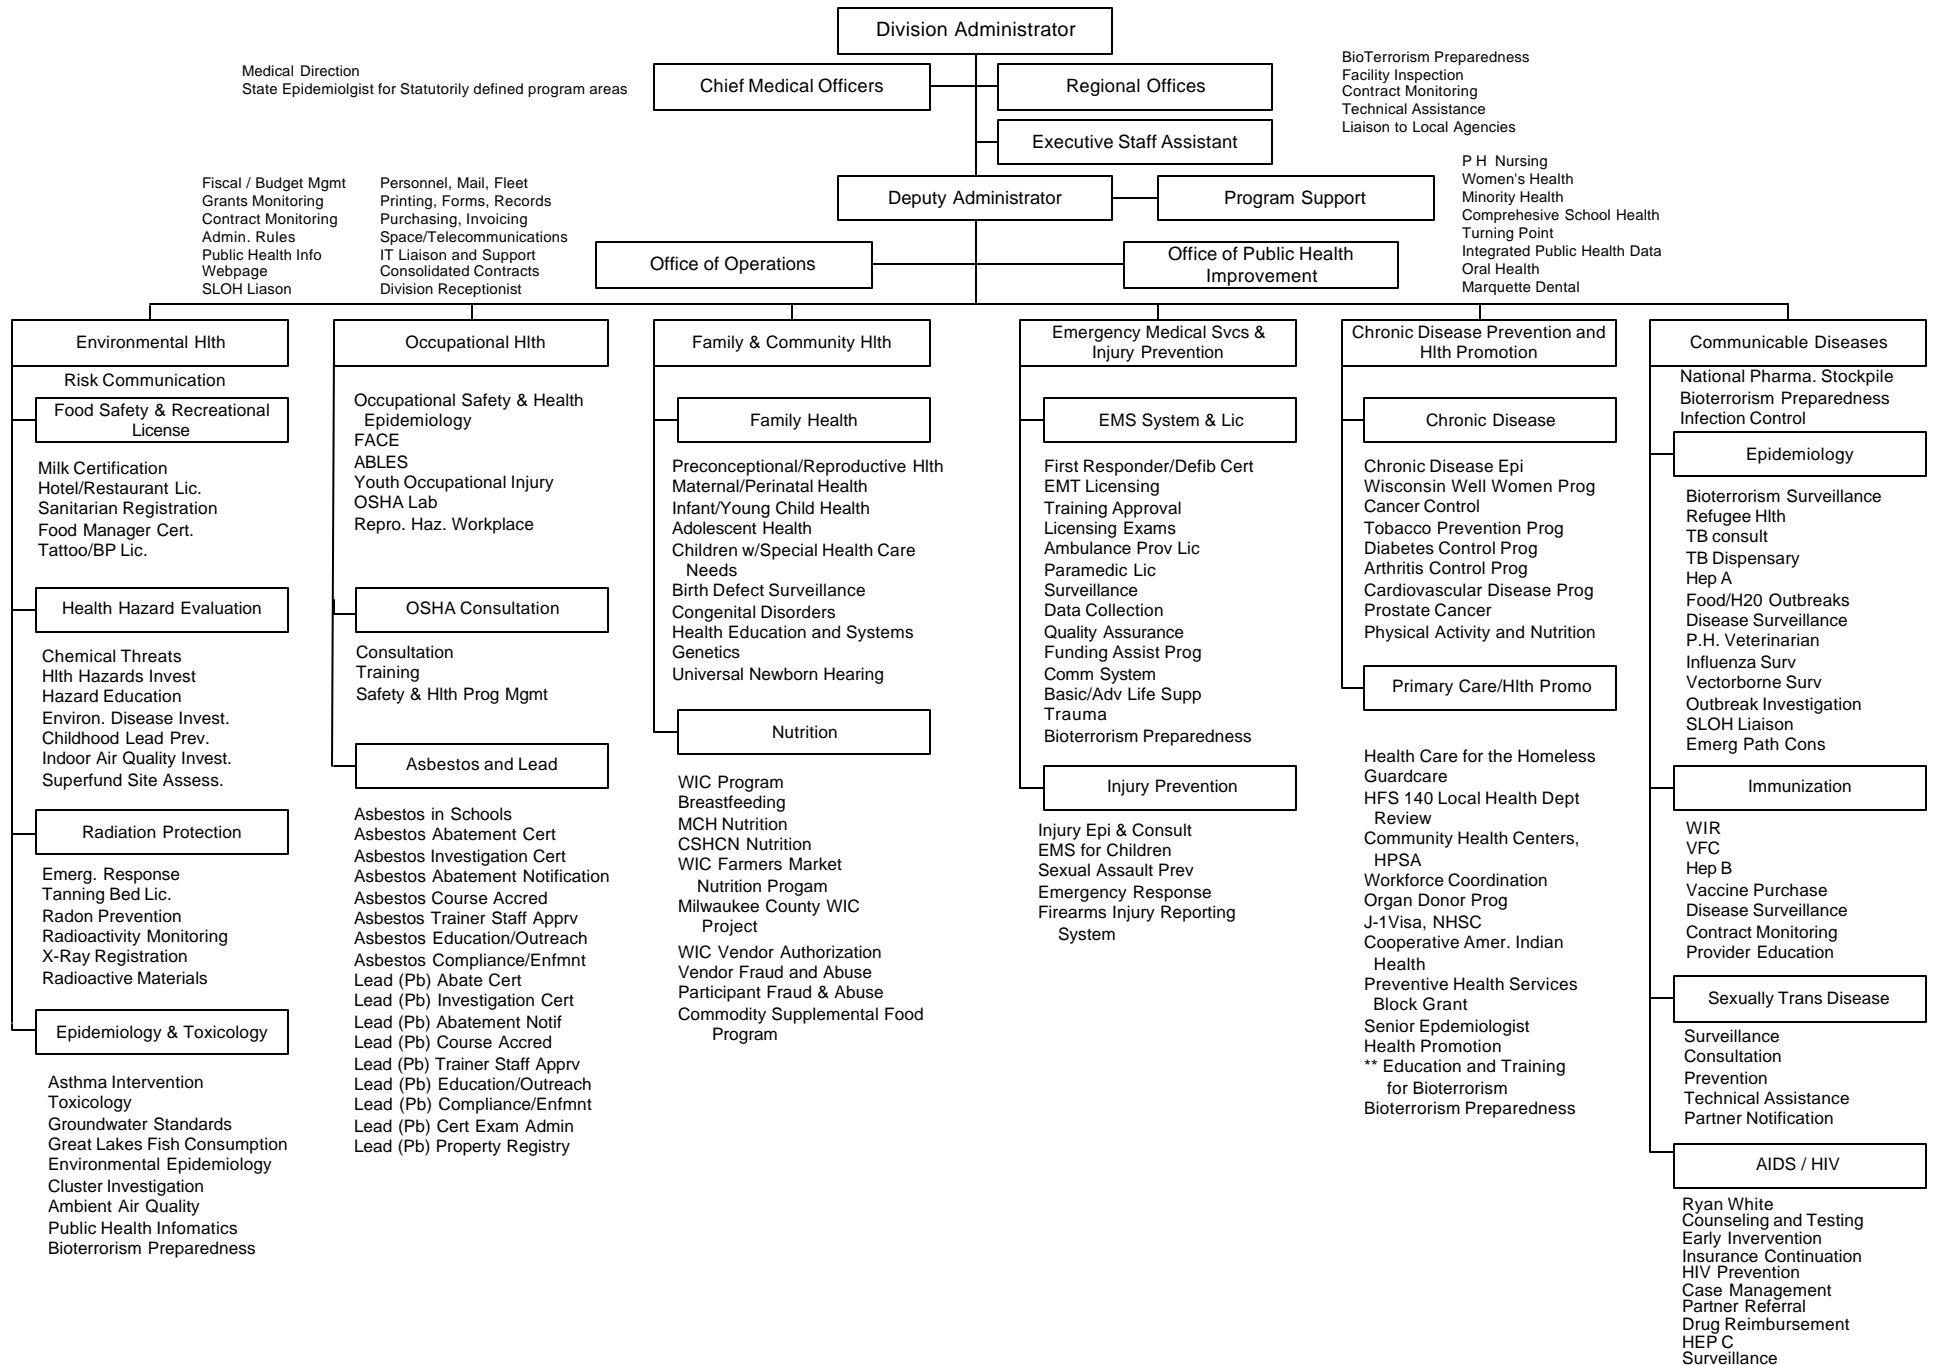 Division Administrator
Medical Direction
State Epidemiolgist for Statutorily defined program areas
Chief Medical Officers
Regional Offices
BioTerrorism Preparedness
Facility Inspection
Contract Monitoring
Technical Assistance
Liaison to Local Agencies
Executive Staff Assistant
Deputy Administrator
Program Support
P H Nursing
Women's Health
Minority Health
Comprehesive School Health
Turning Point
Integrated Public Health Data
Oral Health
Marquette Dental
Fiscal / Budget Mgmt
Grants Monitoring
Contract Monitoring
Admin. Rules
Public Health Info
Webpage
SLOH Liason
Personnel, Mail, Fleet
Printing, Forms, Records
Purchasing, Invoicing
Space/Telecommunications
IT Liaison and Support
Consolidated Contracts
Division Receptionist
Office of Operations
Office of Public Health
Improvement
Environmental Hlth
Risk Communication
Food Safety & Recreational
License
Milk Certification
Hotel/Restaurant Lic.
Sanitarian Registration
Food Manager Cert.
Tattoo/BP Lic.
Health Hazard Evaluation
Chemical Threats
Hlth Hazards Invest
Hazard Education
Environ. Disease Invest.
Childhood Lead Prev.
Indoor Air Quality Invest.
Superfund Site Assess.
Radiation Protection
Emerg. Response
Tanning Bed Lic.
Radon Prevention
Radioactivity Monitoring
X-Ray Registration
Radioactive Materials
Epidemiology & Toxicology
Asthma Intervention
Toxicology
Groundwater Standards
Great Lakes Fish Consumption
Environmental Epidemiology
Cluster Investigation
Ambient Air Quality
Public Health Infomatics
Bioterrorism Preparedness
Occupational Hlth
Occupational Safety & Health
Epidemiology
FACE
ABLES
Youth Occupational Injury
OSHA Lab
Repro. Haz. Workplace
OSHA Consultation
Consultation
Training
Safety & Hlth Prog Mgmt
Asbestos and Lead
Asbestos in Schools
Asbestos Abatement Cert
Asbestos Investigation Cert
Asbestos Abatement Notification
Asbestos Course Accred
Asbestos Trainer Staff Apprv
Asbestos Education/Outreach
Asbestos Compliance/Enfmnt
Lead (Pb) Abate Cert
Lead (Pb) Investigation Cert
Lead (Pb) Abatement Notif
Lead (Pb) Course Accred
Lead (Pb) Trainer Staff Apprv
Lead (Pb) Education/Outreach
Lead (Pb) Compliance/Enfmnt
Lead (Pb) Cert Exam Admin
Lead (Pb) Property Registry
Family & Community Hlth
Family Health
Preconceptional/Reproductive Hlth
Maternal/Perinatal Health
Infant/Young Child Health
Adolescent Health
Children w/Special Health Care
Needs
Birth Defect Surveillance
Congenital Disorders
Health Education and Systems
Genetics
Universal Newborn Hearing
Nutrition
WIC Program
Breastfeeding
MCH Nutrition
CSHCN Nutrition
WIC Farmers Market
Nutrition Progam
Milwaukee County WIC
Project
WIC Vendor Authorization
Vendor Fraud and Abuse
Participant Fraud & Abuse
Commodity Supplemental Food
Program
Emergency Medical Svcs &
Injury Prevention
EMS System & Lic
First Responder/Defib Cert
EMT Licensing
Training Approval
Licensing Exams
Ambulance Prov Lic
Paramedic Lic
Surveillance
Data Collection
Quality Assurance
Funding Assist Prog
Comm System
Basic/Adv Life Supp
Trauma
Bioterrorism Preparedness
Injury Prevention
Injury Epi & Consult
EMS for Children
Sexual Assault Prev
Emergency Response
Firearms Injury Reporting
System
Chronic Disease Prevention and
Hlth Promotion
Chronic Disease
Chronic Disease Epi
Wisconsin Well Women Prog
Cancer Control
Tobacco Prevention Prog
Diabetes Control Prog
Arthritis Control Prog
Cardiovascular Disease Prog
Prostate Cancer
Physical Activity and Nutrition
Primary Care/Hlth Promo
Health Care for the Homeless
Guardcare
HFS 140 Local Health Dept
Review
Community Health Centers,
HPSA
Workforce Coordination
Organ Donor Prog
J-1Visa, NHSC
Cooperative Amer. Indian
Health
Preventive Health Services
Block Grant
Senior Epidemiologist
Health Promotion
** Education and Training
for Bioterrorism
Bioterrorism Preparedness
Communicable Diseases
National Pharma. Stockpile
Bioterrorism Preparedness
Infection Control
Epidemiology
Bioterrorism Surveillance
Refugee Hlth
TB consult
TB Dispensary
Hep A
Food/H20 Outbreaks
Disease Surveillance
P.H. Veterinarian
Influenza Surv
Vectorborne Surv
Outbreak Investigation
SLOH Liaison
Emerg Path Cons
Immunization
WIR
VFC
Hep B
Vaccine Purchase
Disease Surveillance
Contract Monitoring
Provider Education
Sexually Trans Disease
Surveillance
Consultation
Prevention
Technical Assistance
Partner Notification
AIDS / HIV
Ryan White
Counseling and Testing
Early Invervention
Insurance Continuation
HIV Prevention
Case Management
Partner Referral
Drug Reimbursement
HEP C
Surveillance